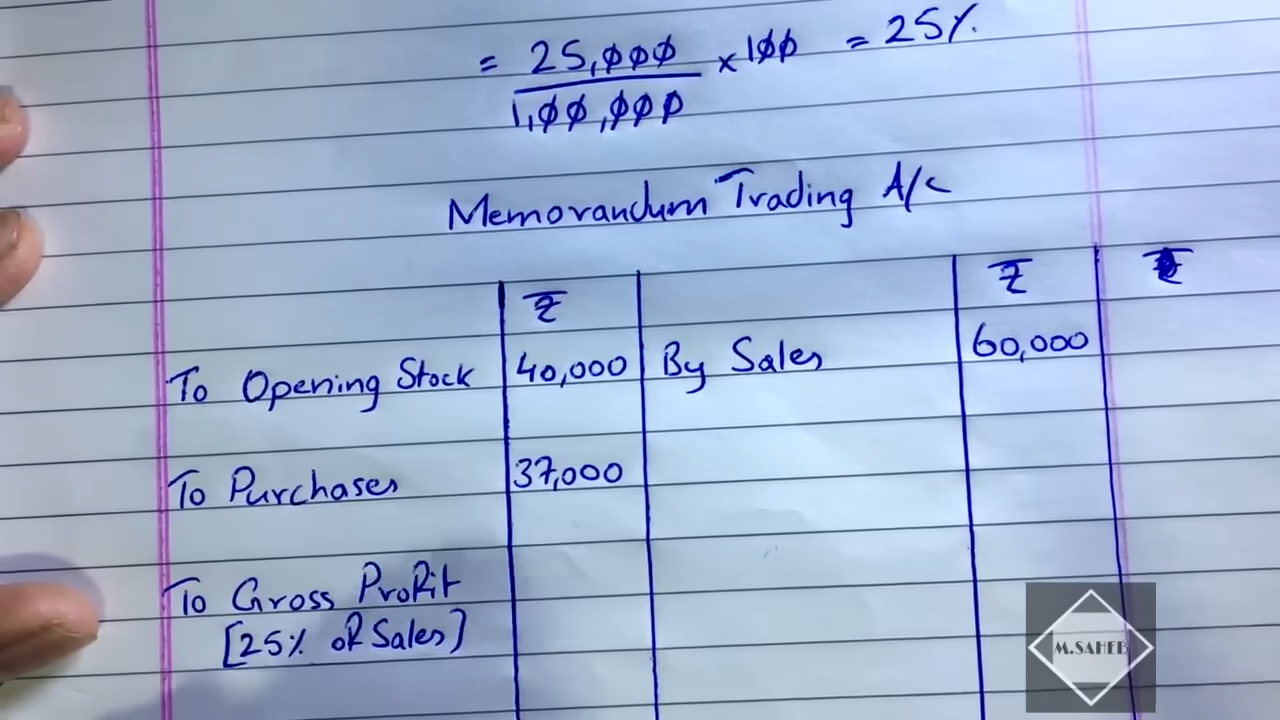 = 25,000 / 1,00,000 × 100 = 25%.
Memorandum Trading A/c
₹ ₹ ₹
To Opening Stock 40,000 By Sales 60,000
To Purchases 37,000
To Gross Profit
[25% of Sales]
M.SAHEB